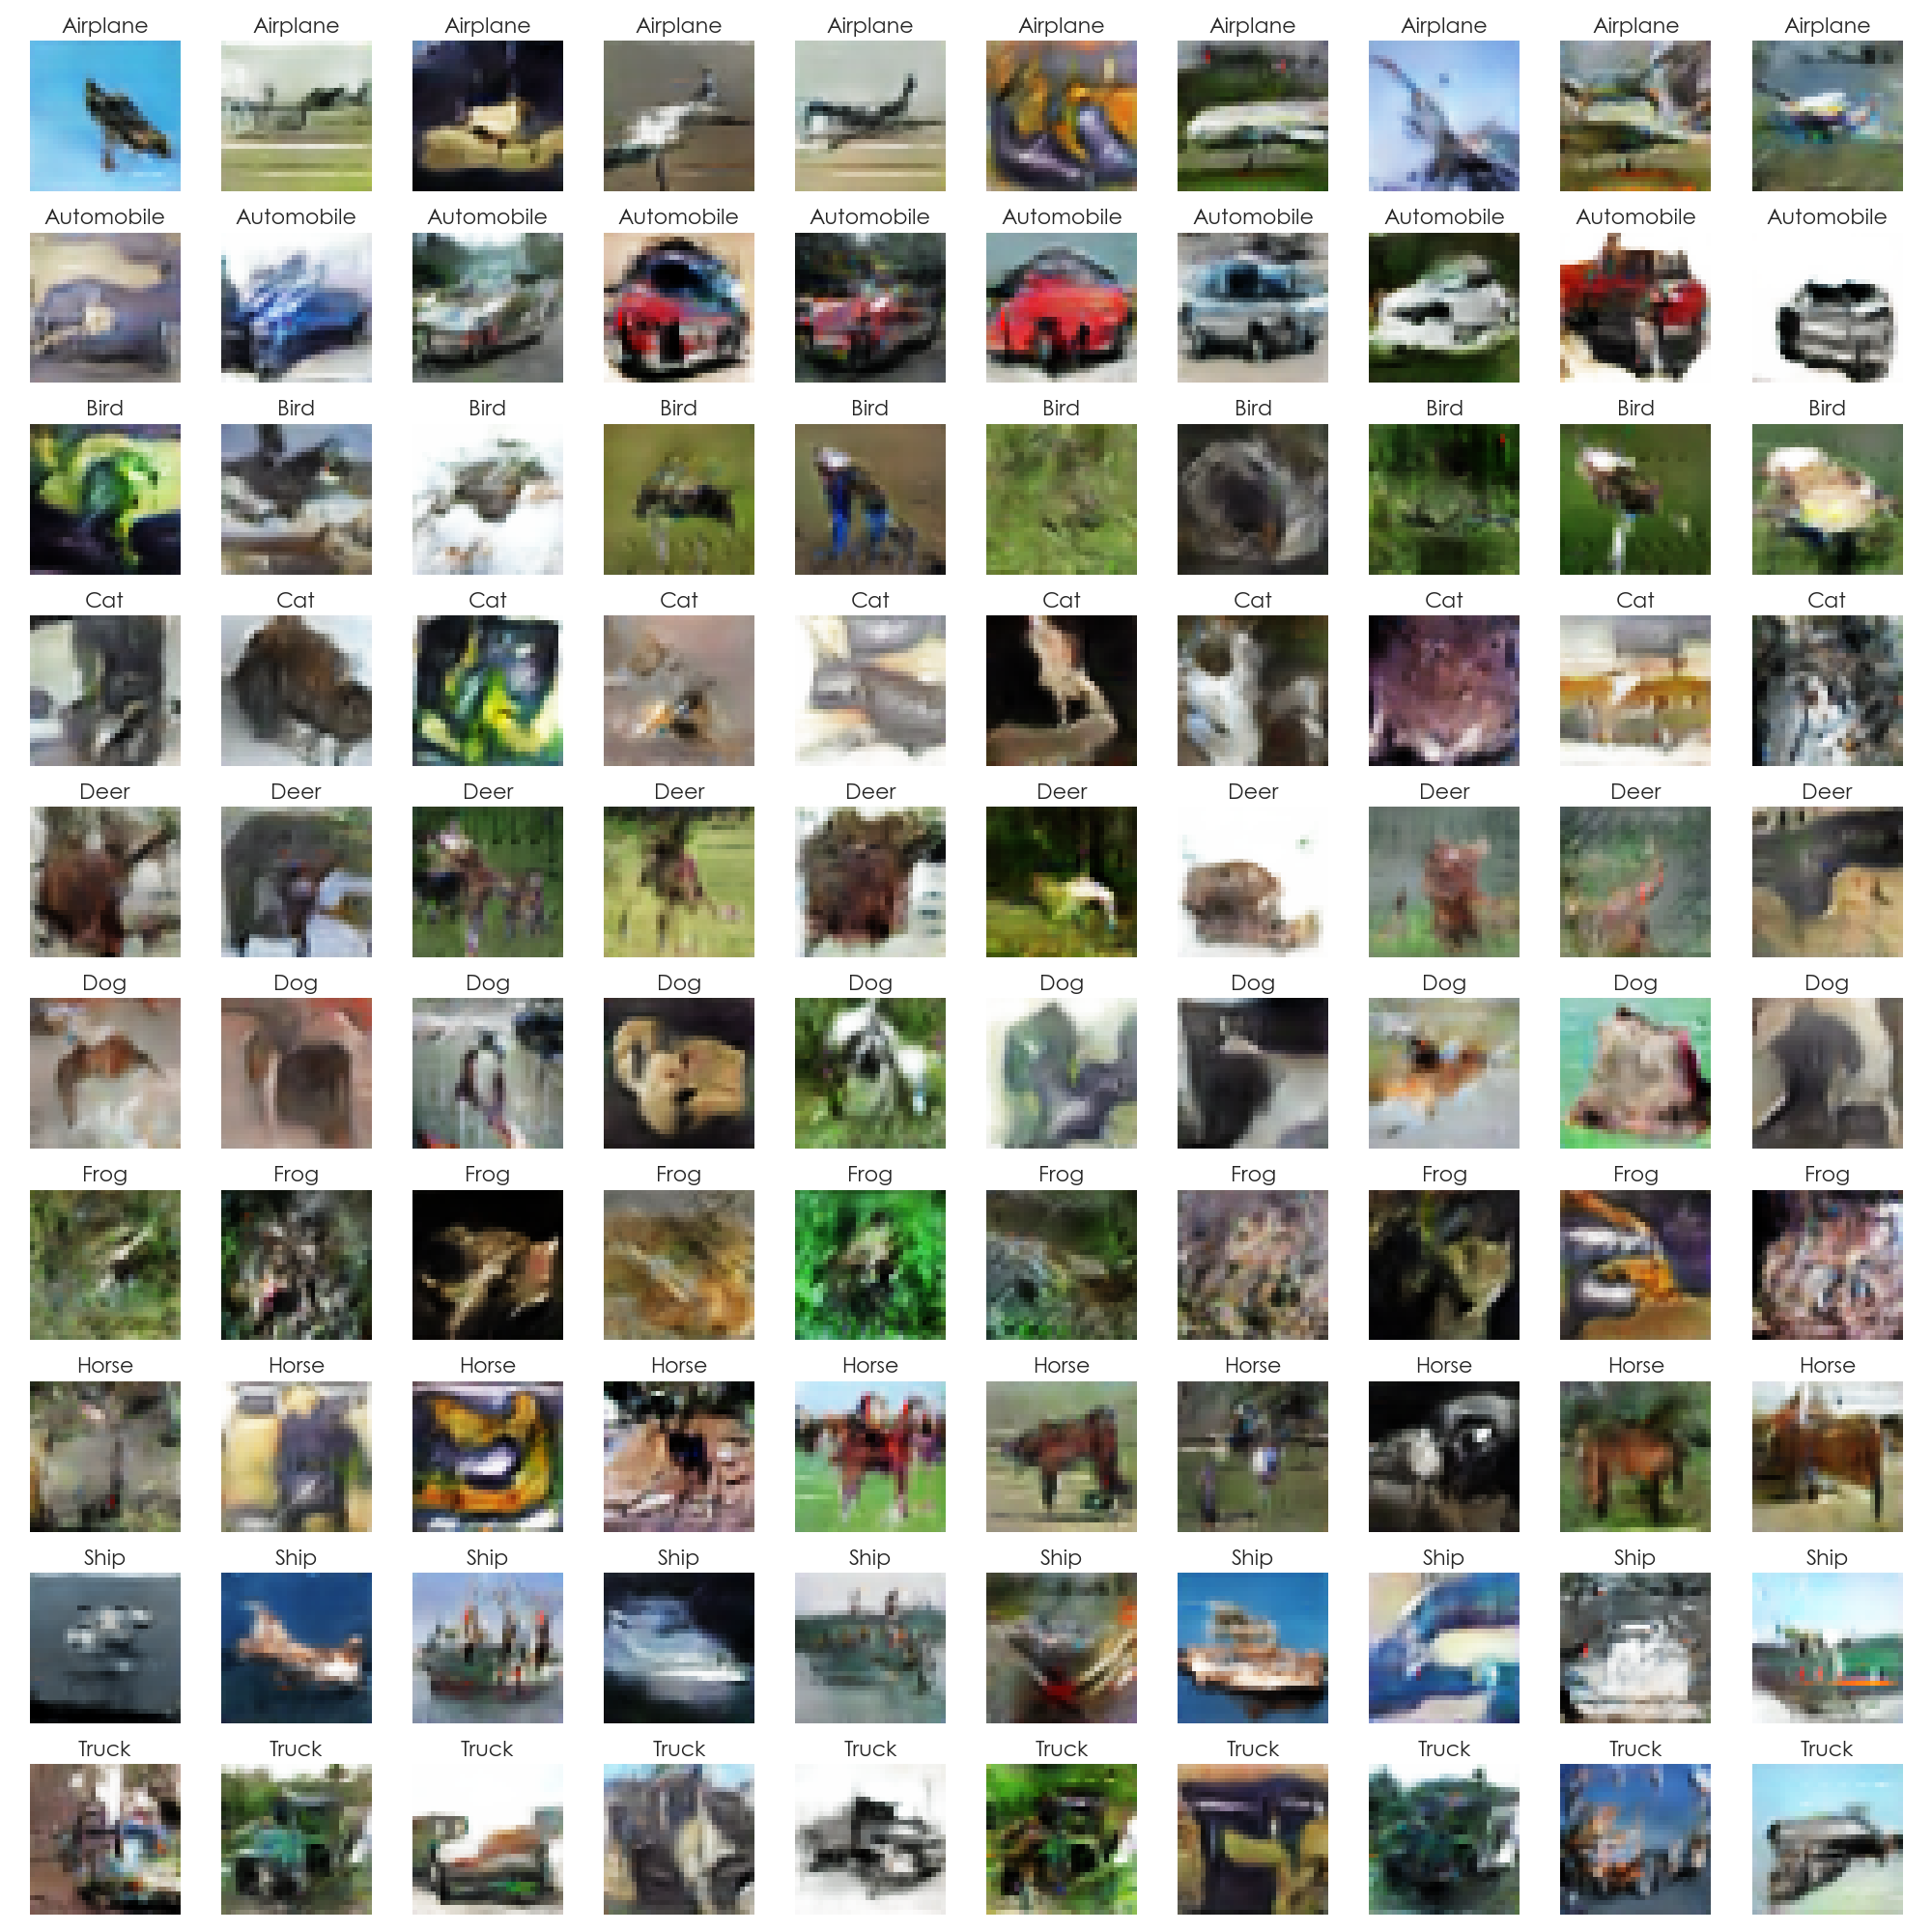 Airplane Airplane Airplane Airplane Airplane Airplane Airplane Airplane Airplane Airplane
Automobile Automobile Automobile Automobile Automobile Automobile Automobile Automobile Automobile Automobile
Bird Bird Bird Bird Bird Bird Bird Bird Bird Bird
Cat Cat Cat Cat Cat Cat Cat Cat Cat Cat
Deer Deer Deer Deer Deer Deer Deer Deer Deer Deer
Dog Dog Dog Dog Dog Dog Dog Dog Dog Dog
Frog Frog Frog Frog Frog Frog Frog Frog Frog Frog
Horse Horse Horse Horse Horse Horse Horse Horse Horse Horse
Ship Ship Ship Ship Ship Ship Ship Ship Ship Ship
Truck Truck Truck Truck Truck Truck Truck Truck Truck Truck